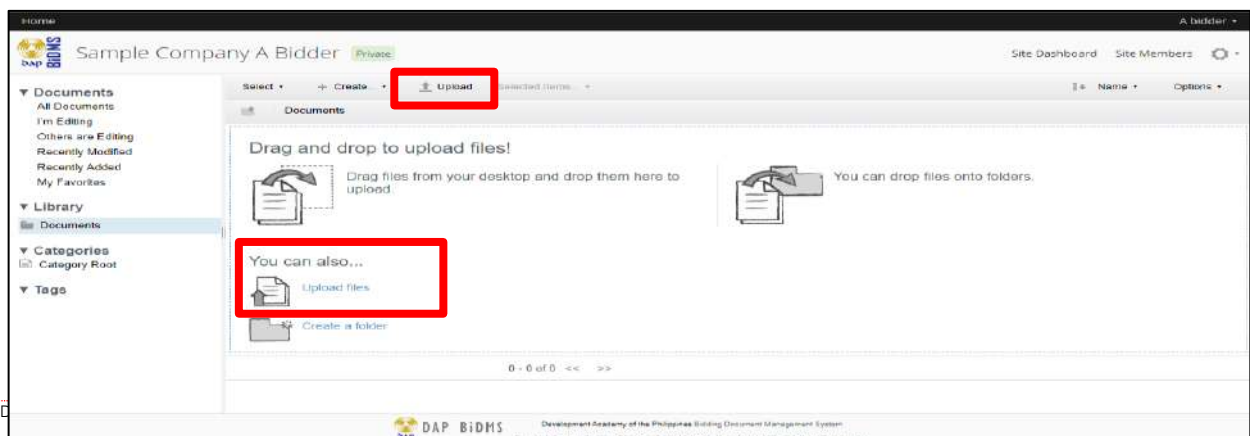 Home A bidder
DAP BiDMS Sample Company A Bidder Private Site Dashboard Site Members
Select + Create... Upload Selected Items... Name Options
Documents
All Documents
I'm Editing
Others are Editing
Recently Modified
Recently Added
My Favorites
Library
Documents
Categories
Category Root
Tags
Documents
Drag and drop to upload files!
Drag files from your desktop and drop them here to
upload.
You can drop files onto folders.
You can also...
Upload files
Create a folder
0 - 0 of 0 << >>
DAP BiDMS Development Academy of the Philippines Bidding Document Management System